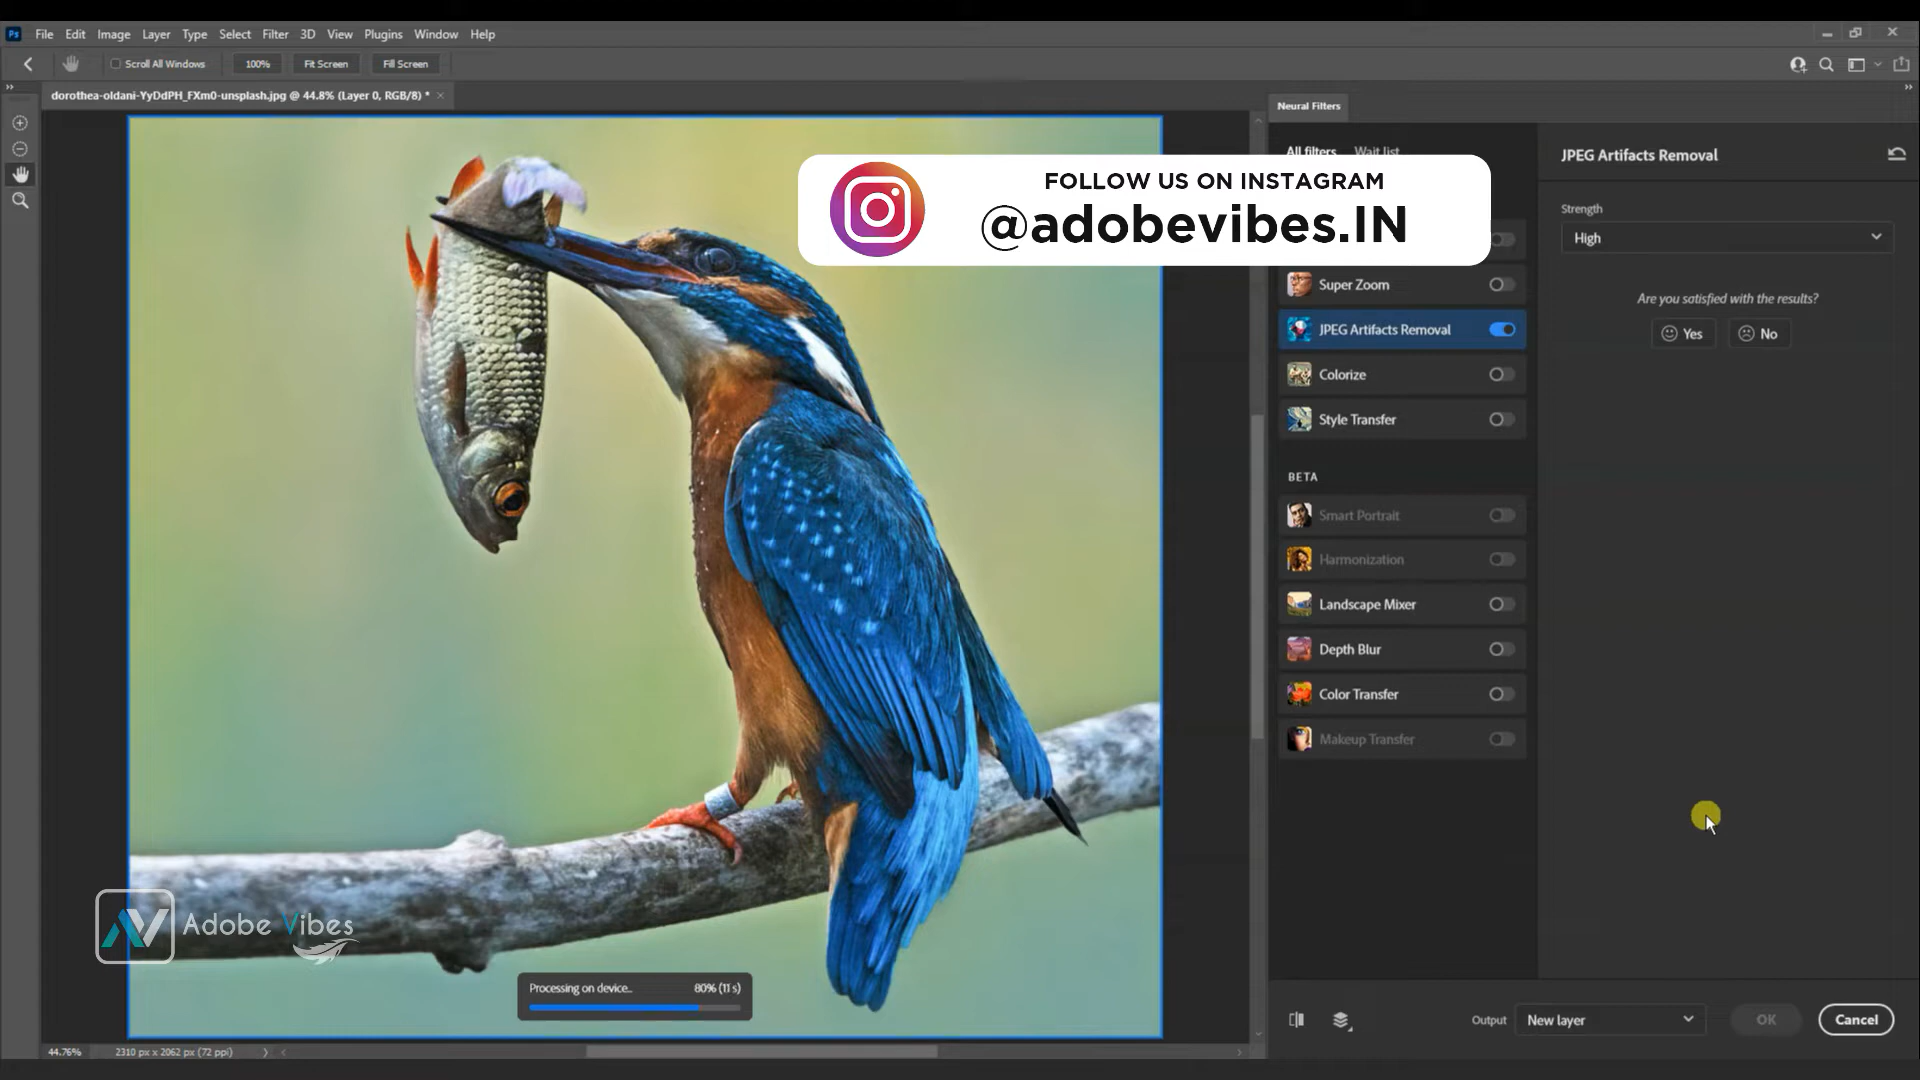 Ps File Edit Image Layer Type Select Filter 3D View Plugins Window Help
Scroll All Windows 100% Fit Screen Fill Screen
dorothea-oldani-YyDdPH_FXm0-unsplash.jpg @ 44.8% (Layer 0, RGB/8) *
Neural Filters
All filters Wait list
JPEG Artifacts Removal
FOLLOW US ON INSTAGRAM
@adobevibes.IN
Strength
High
Are you satisfied with the results?
Yes No
Super Zoom
JPEG Artifacts Removal
Colorize
Style Transfer
BETA
Smart Portrait
Harmonization
Landscape Mixer
Depth Blur
Color Transfer
Makeup Transfer
Adobe Vibes
Processing on device... 80% (11 s)
Output New layer OK Cancel
44.76% 2310 px x 2062 px (72 ppi)